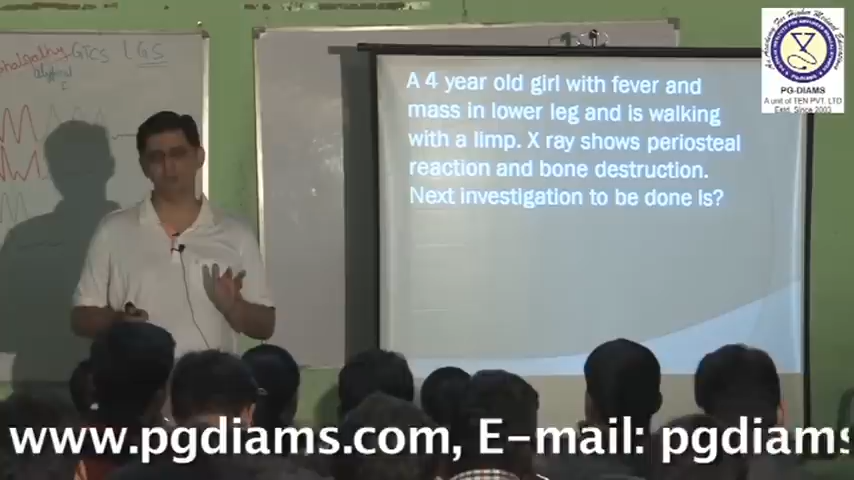 GTCS LGS
A 4 year old girl with fever and
mass in lower leg and is walking
with a limp. X ray shows periosteal
reaction and bone destruction.
Next investigation to be done Is?
PG-DIAMS
A unit of TEN PVT. LTD
Estd. Since 2003
www.pgdiams.com, E-mail: pgdiams